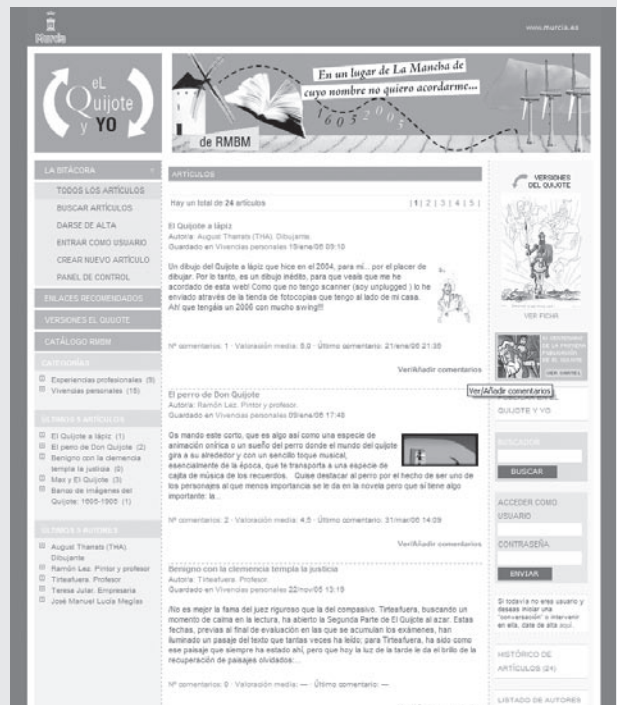 Murcia
www.murcia.es
eL
Quijote
y YO
de RMBM
En un lugar de La Mancha de
cuyo nombre no quiero acordarme...
1605 2005
LA BITÁCORA
TODOS LOS ARTÍCULOS
BUSCAR ARTÍCULOS
DARSE DE ALTA
ENTRAR COMO USUARIO
CREAR NUEVO ARTÍCULO
PANEL DE CONTROL
ENLACES RECOMENDADOS
VERSIONES EL QUIJOTE
CATÁLOGO RMBM
CATEGORÍAS
Experiencias profesionales (9)
Vivencias personales (15)
ÚLTIMOS 5 ARTÍCULOS
El Quijote a lápiz (1)
El perro de Don Quijote (2)
Benigno con la clemencia
templa la justicia (0)
Max y El Quijote (3)
Banco de imágenes del
Quijote: 1605-1905 (1)
ÚLTIMOS 5 AUTORES
August Tharrats (THA).
Dibujante
Ramón Lez. Pintor y profesor
Tirteafuera. Profesor
Teresa Jular. Empresaria
José Manuel Lucía Megías
ARTÍCULOS
Hay un total de 24 artículos
|1| 2 | 3 | 4 | 5 |
El Quijote a lápiz
Autoría: August Tharrats (THA). Dibujante.
Guardado en Vivencias personales 19/ene/06 09:10
Un dibujo del Quijote a lápiz que hice en el 2004, para mí... por el placer de
dibujar. Por lo tanto, es un dibujo inédito, para que veais que me he
acordado de esta web! Como que no tengo scanner (soy unplugged ) lo he
enviado através de la tienda de fotocopias que tengo al lado de mi casa.
Ah! que tengáis un 2006 con mucho swing!!!
Nº comentarios: 1 · Valoración media: 5.0 · Último comentario: 21/ene/06 21:35
Ver/Añadir comentarios
El perro de Don Quijote
Autoría: Ramón Lez. Pintor y profesor.
Guardado en Vivencias personales 09/ene/06 17:46
Os mando este corto, que es algo así como una especie de
animación onírica o un sueño del perro donde el mundo del quijote
gira a su alrededor y con un sencillo toque musical,
esencialmente de la época, que te transporta a una especie de
cajita de música de los recuerdos. Quise destacar al perro por el hecho de ser uno de
los personajes al que menos importancia se le da en la novela pero que sí tiene algo
importante: la...
Nº comentarios: 2 · Valoración media: 4.5 · Último comentario: 31/mar/06 14:09
Ver/Añadir comentarios
Benigno con la clemencia templa la justicia
Autoría: Tirteafuera. Profesor.
Guardado en Vivencias personales 22/nov/05 13:19
/No es mejor la fama del juez riguroso que la del compasivo. Tirteafuera, buscando un
momento de calma en la lectura, ha abierto la Segunda Parte de El Quijote al azar. Estas
fechas, previas al final de evaluación en las que se acumulan los exámenes, han
iluminado un pasaje del texto que tantas veces ha leído; para Tirteafuera, ha sido como
ese paisaje que siempre ha estado ahí, pero que hoy la luz de la tarde le da el brillo de la
recuperación de paisajes olvidados:...
Nº comentarios: 0 · Valoración media: — · Último comentario: —
VERSIONES
DEL QUIJOTE
VER FICHA
VER CARTEL
Ver/Añadir comentarios
QUIJOTE Y YO
BUSCADOR
BUSCAR
ACCEDER COMO
USUARIO
CONTRASEÑA
ENVIAR
Si todavía no eres usuario y
deseas iniciar una
"conversación" o intervenir
en ella, date de alta aquí.
HISTÓRICO DE
ARTÍCULOS (24)
LISTADO DE AUTORES